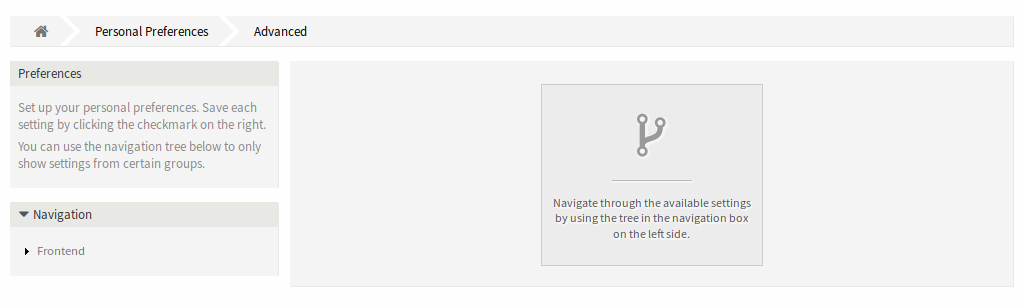 Personal Preferences
Advanced
Preferences
Set up your personal preferences. Save each
setting by clicking the checkmark on the right.
You can use the navigation tree below to only
show settings from certain groups.
Navigation
Frontend
Navigate through the available settings
by using the tree in the navigation box
on the left side.